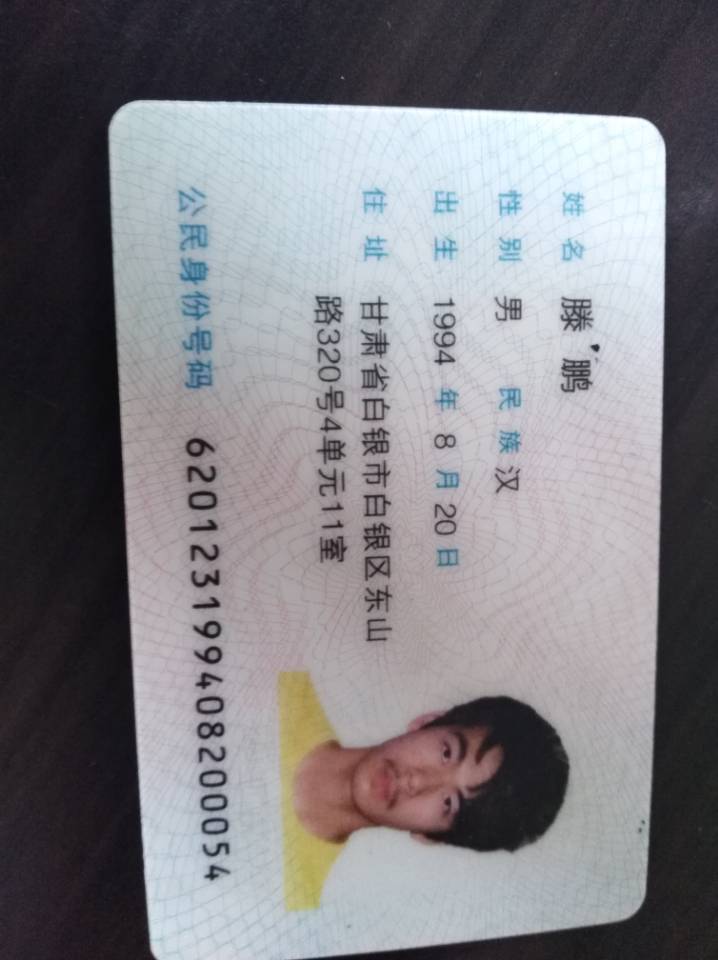 姓名 滕鹏
性别 男 民族 汉
出生 1994 年 8 月 20 日
住址 甘肃省白银市白银区东山
路320号4单元11室
公民身份号码 620123199408200054